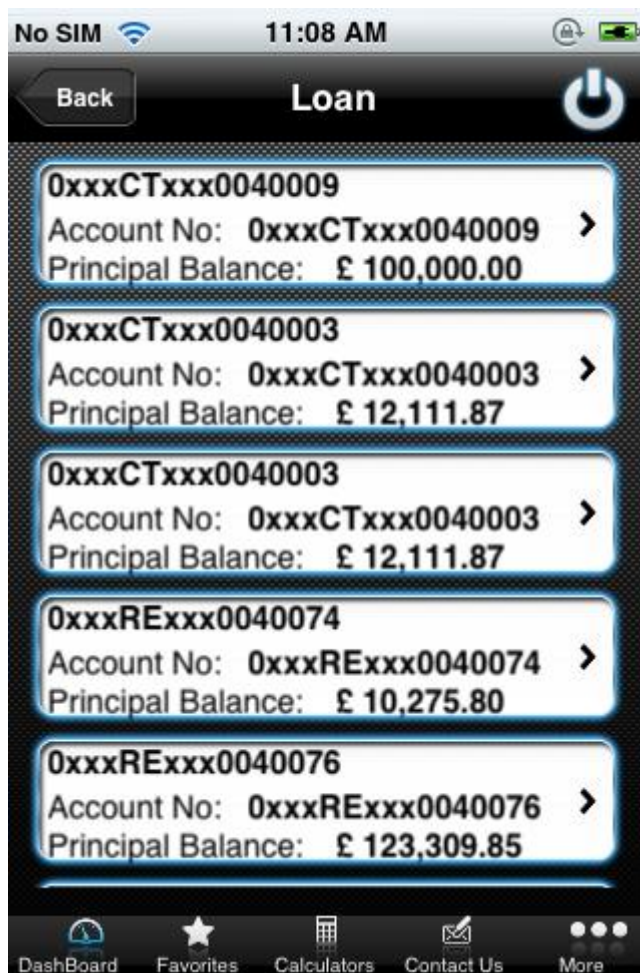 No SIM 11:08 AM
Back Loan
0xxxCTxxx0040009
Account No: 0xxxCTxxx0040009
Principal Balance: £ 100,000.00
0xxxCTxxx0040003
Account No: 0xxxCTxxx0040003
Principal Balance: £ 12,111.87
0xxxCTxxx0040003
Account No: 0xxxCTxxx0040003
Principal Balance: £ 12,111.87
0xxxRExxx0040074
Account No: 0xxxRExxx0040074
Principal Balance: £ 10,275.80
0xxxRExxx0040076
Account No: 0xxxRExxx0040076
Principal Balance: £ 123,309.85
DashBoard Favorites Calculators Contact Us More